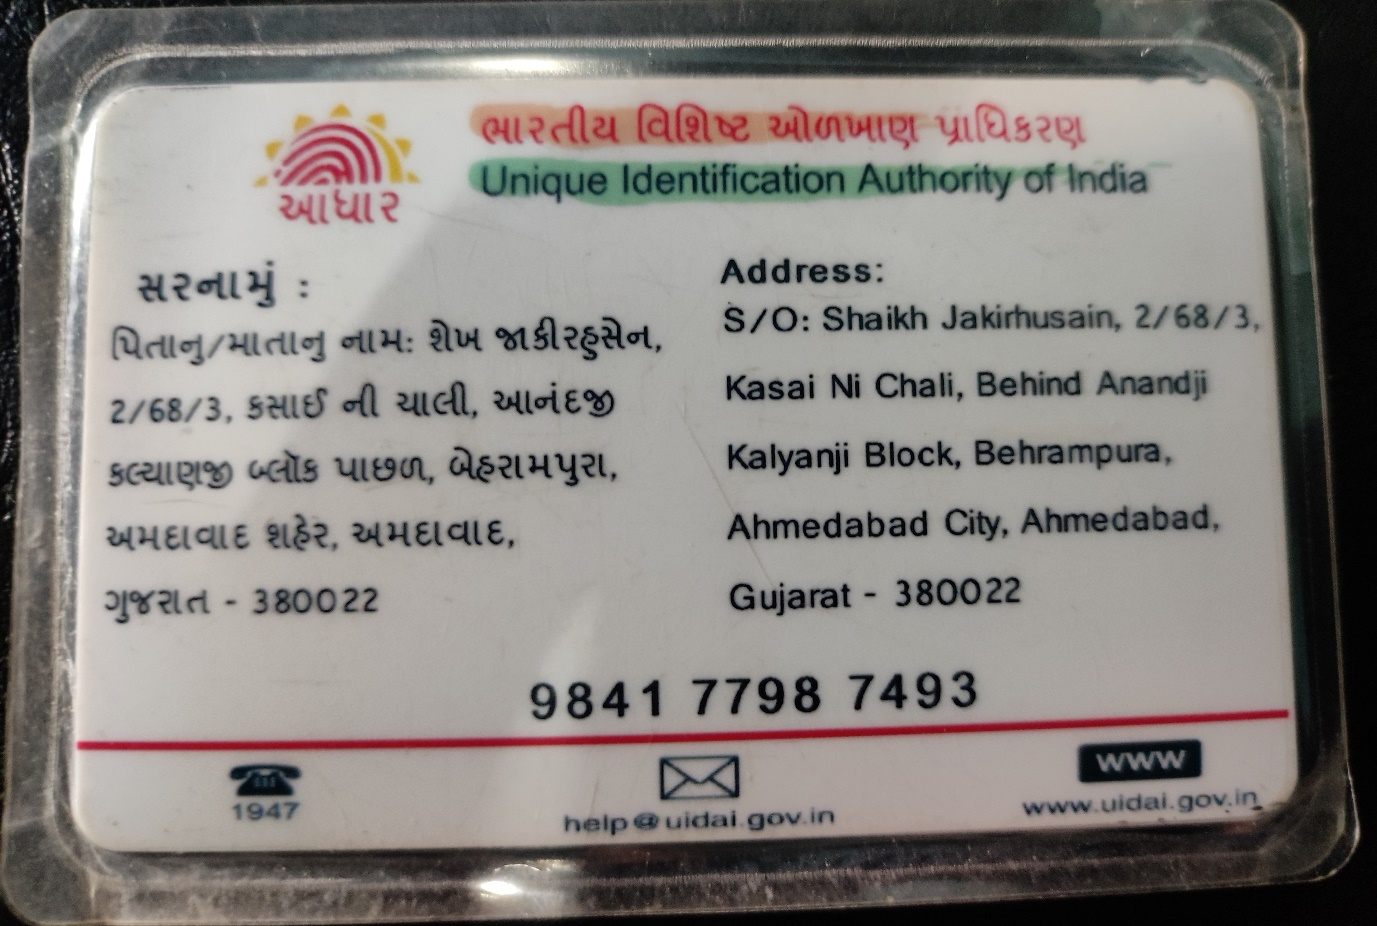 ભારતીય વિશિષ્ટ ઓળખાણ પ્રાધિકરણ
Unique Identification Authority of India
આધાર
સરનામું :
પિતાનુ/માતાનુ નામ: શેખ જાકીરહુસેન,
2/68/3, કસાઈ ની ચાલી, આનંદજી
કલ્યાણજી બ્લૉક પાછળ, બેહરામપુરા,
અમદાવાદ શહેર, અમદાવાદ,
ગુજરાત - 380022
Address:
S/O: Shaikh Jakirhusain, 2/68/3,
Kasai Ni Chali, Behind Anandji
Kalyanji Block, Behrampura,
Ahmedabad City, Ahmedabad,
Gujarat - 380022
9841 7798 7493
1947
help@uidai.gov.in
WWW
www.uidai.gov.in